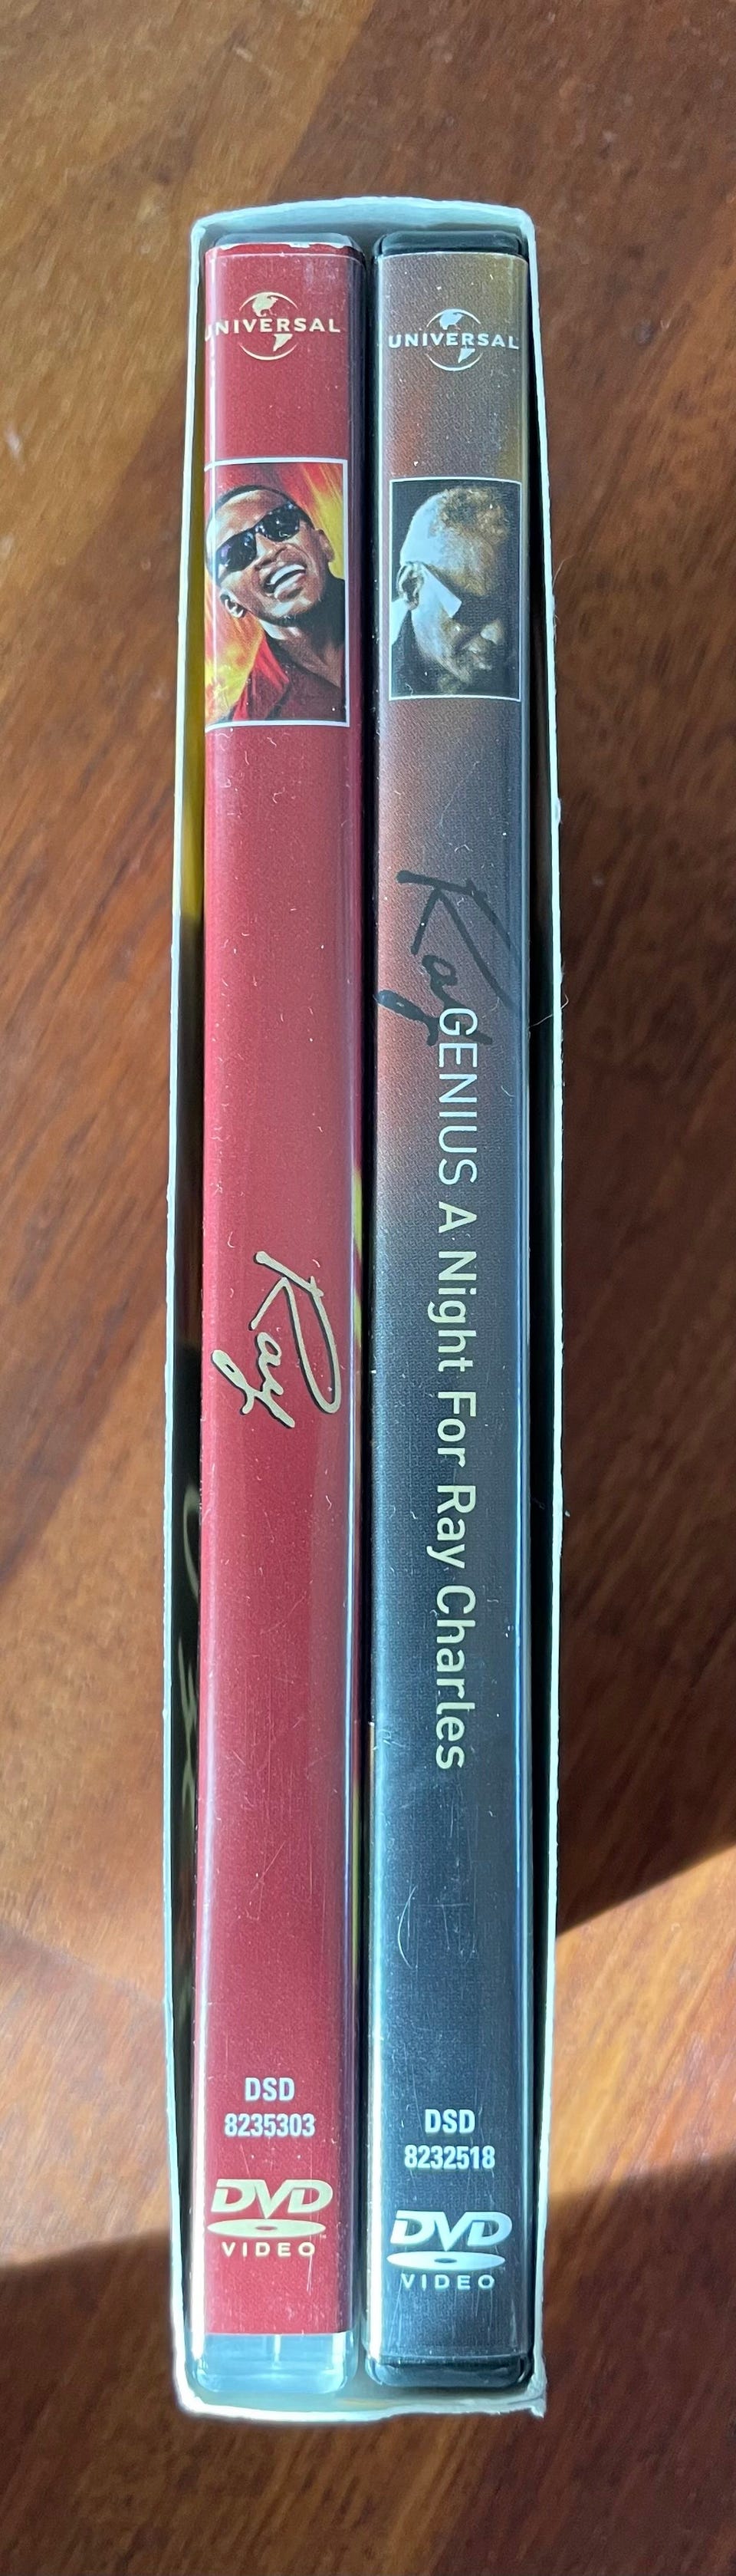 UNIVERSAL
Ray
DSD
8235303
DVD
VIDEO
UNIVERSAL
Ray
GENIUS A Night For Ray Charles
DSD
8232518
DVD
VIDEO